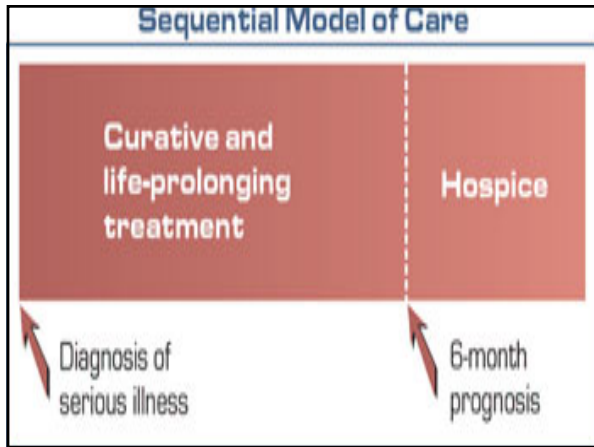 Sequential Model of Care
Curative and
life-prolonging
treatment
Hospice
Diagnosis of
serious illness
6-month
prognosis